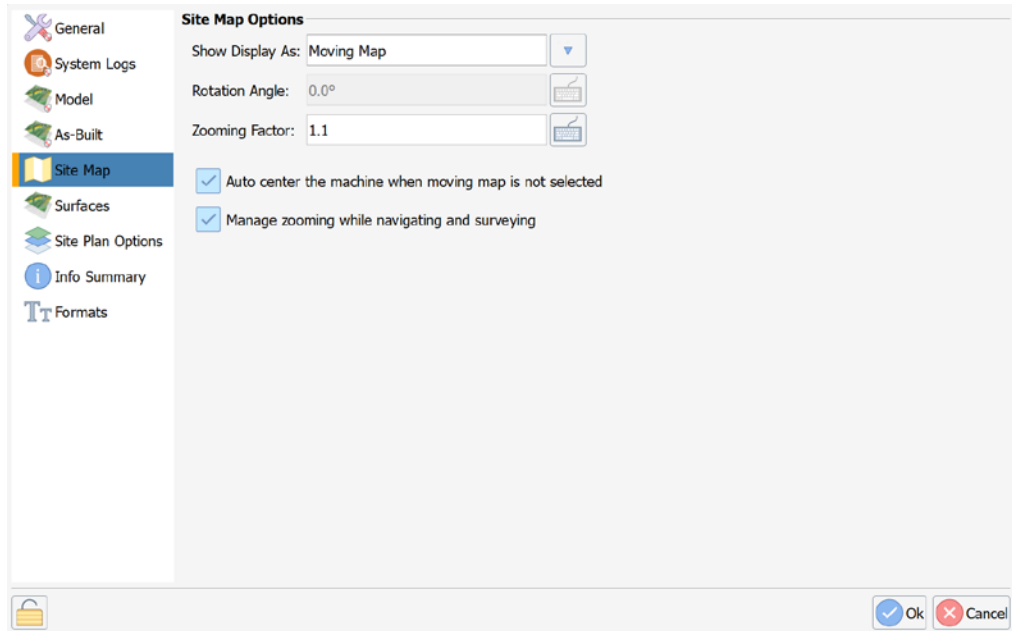 General
System Logs
Model
As-Built
Site Map
Surfaces
Site Plan Options
Info Summary
Formats
Site Map Options
Show Display As: Moving Map
Rotation Angle: 0.0°
Zooming Factor: 1.1
Auto center the machine when moving map is not selected
Manage zooming while navigating and surveying
Ok Cancel